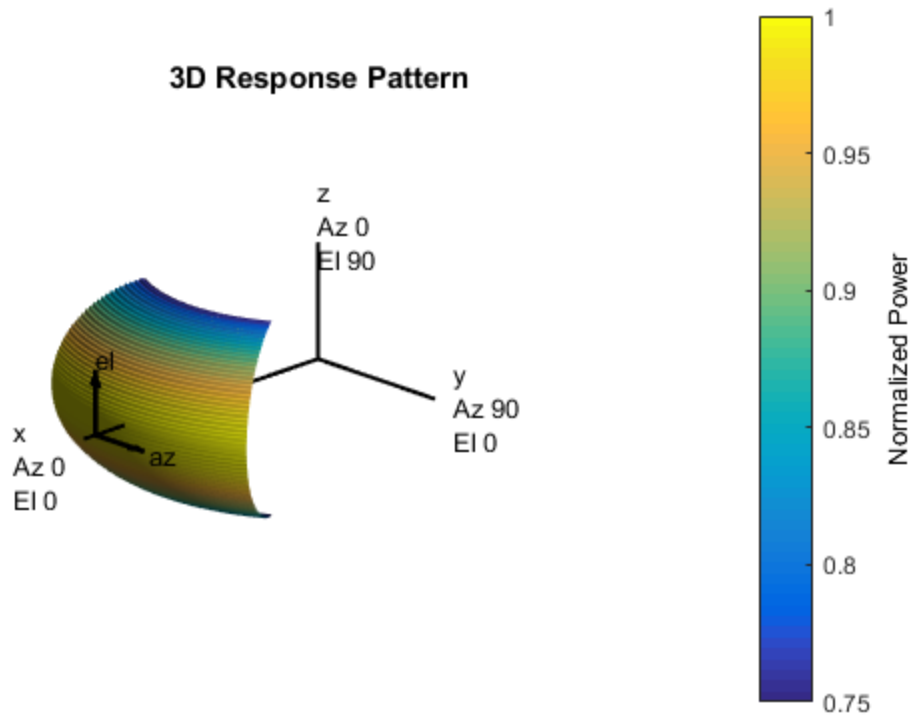 3D Response Pattern
z
Az 0
El 90
el
x
Az 0
El 0
az
y
Az 90
El 0
1
0.95
0.9
0.85
0.8
0.75
Normalized Power